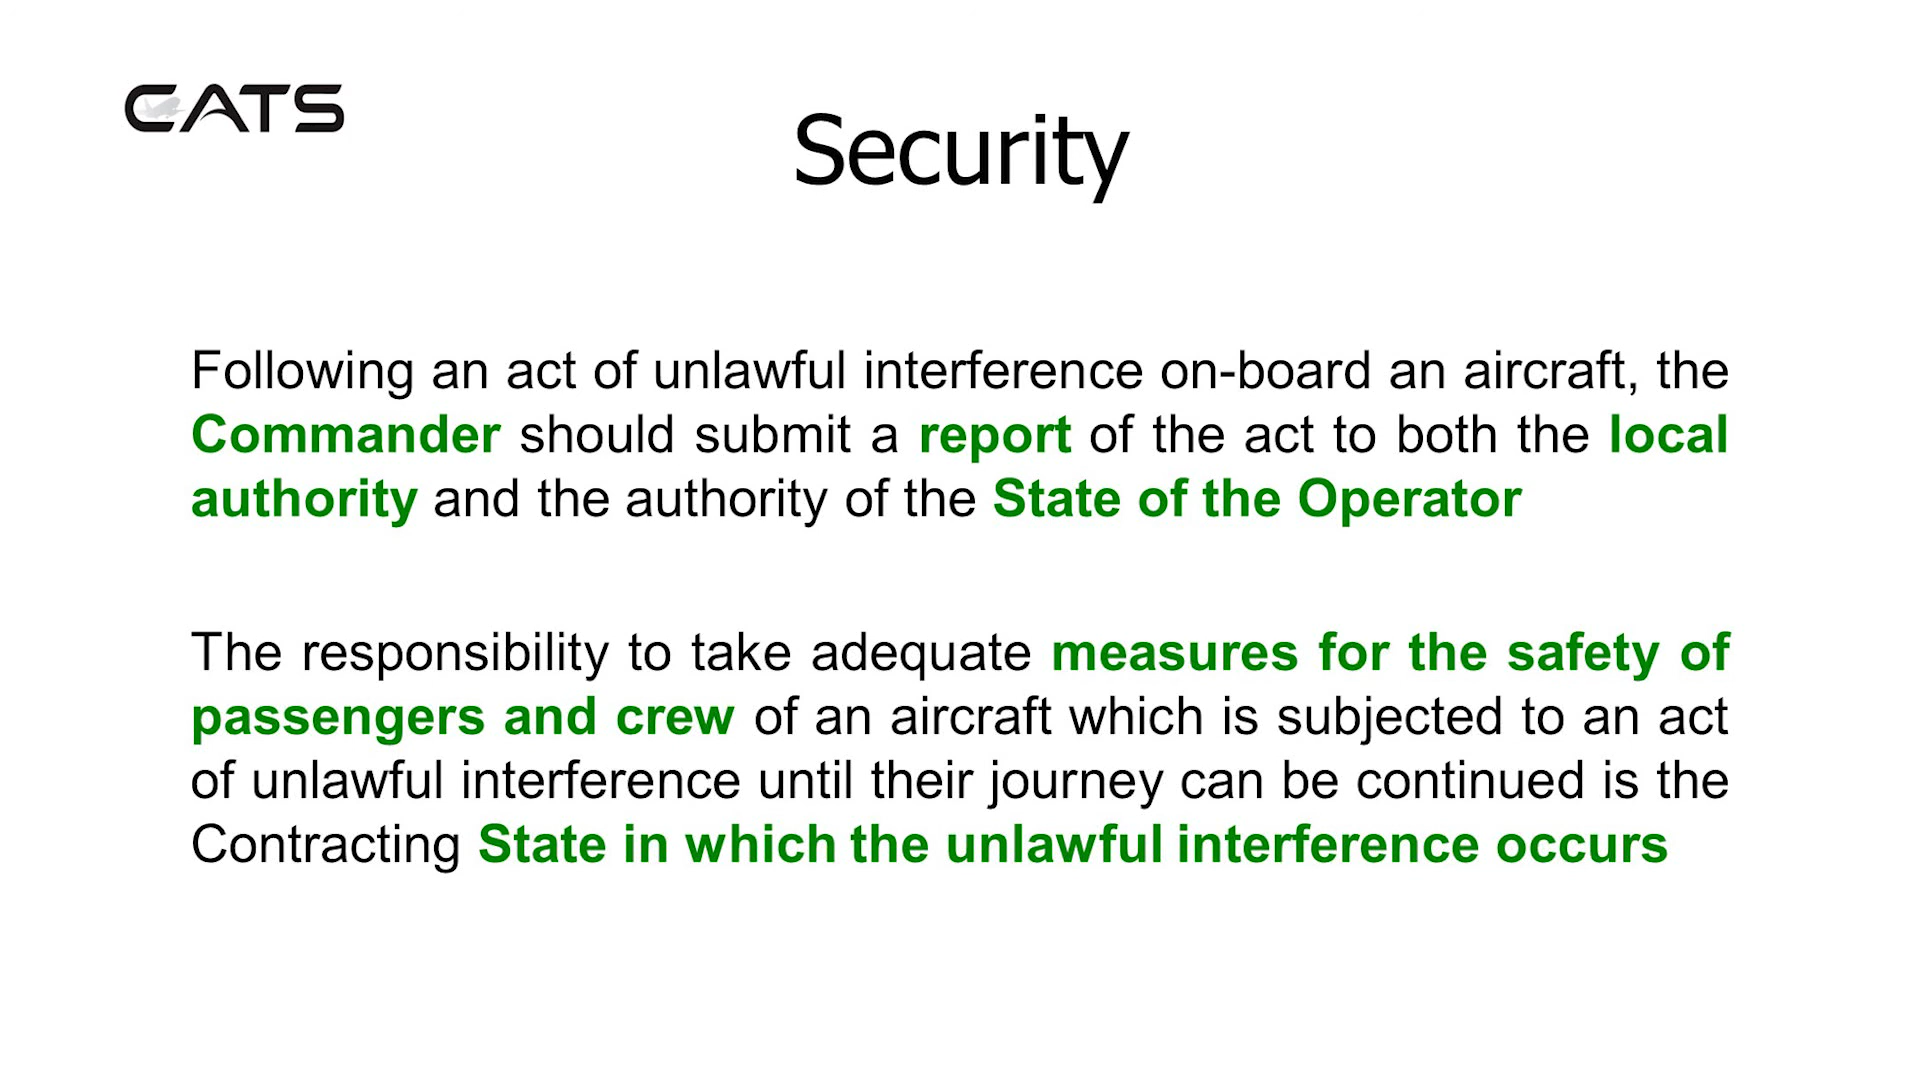 CATS
Security
Following an act of unlawful interference on-board an aircraft, the
Commander should submit a report of the act to both the local
authority and the authority of the State of the Operator
The responsibility to take adequate measures for the safety of
passengers and crew of an aircraft which is subjected to an act
of unlawful interference until their journey can be continued is the
Contracting State in which the unlawful interference occurs